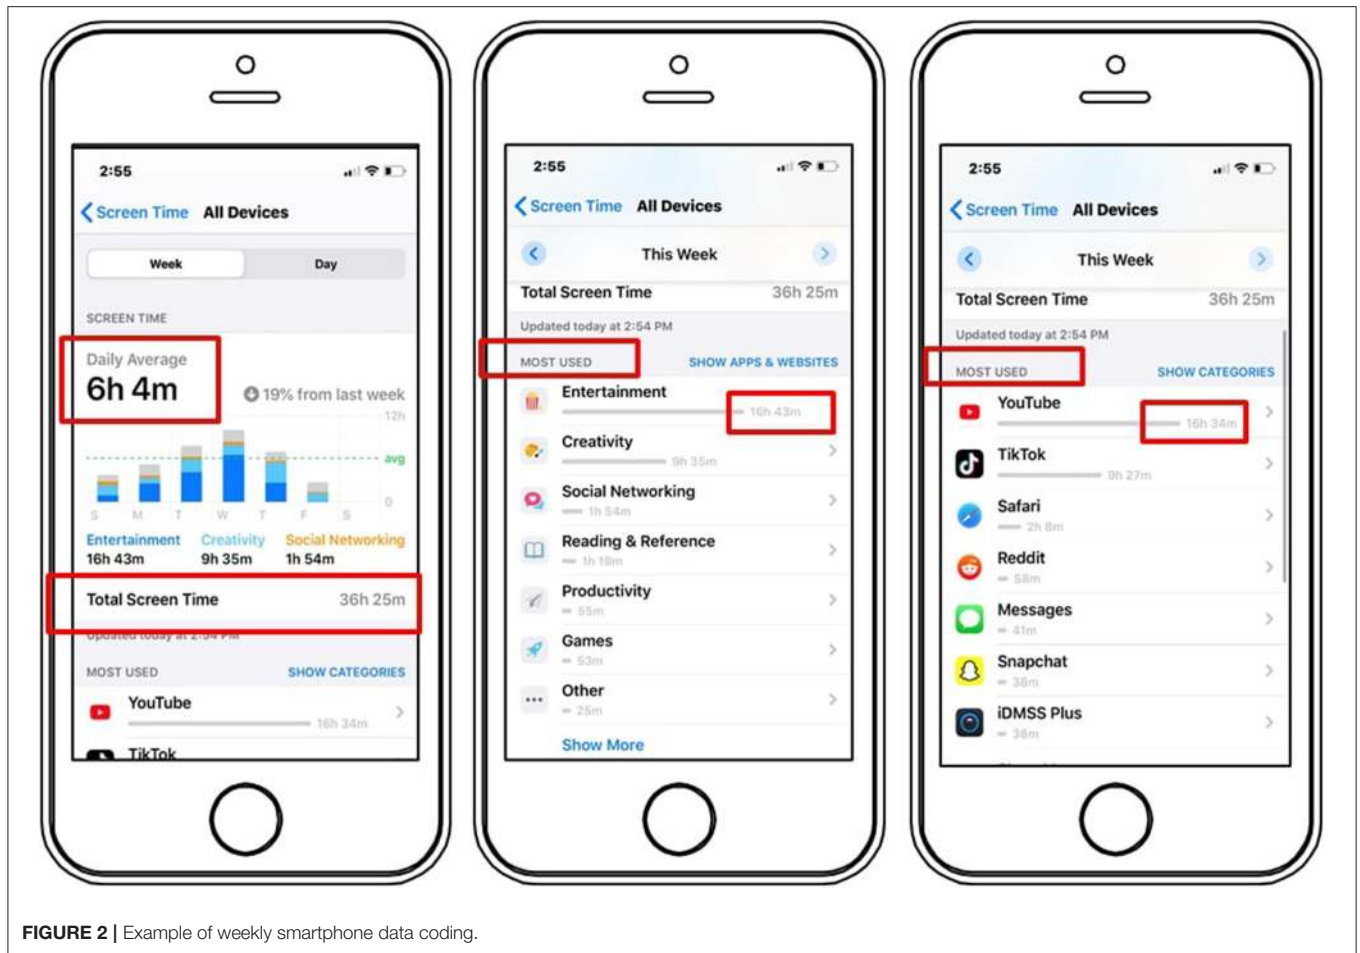 2:55
Screen Time All Devices
Week Day
SCREEN TIME
Daily Average
6h 4m
19% from last week
12h
avg
0
S M T W T F S
Entertainment Creativity Social Networking
16h 43m 9h 35m 1h 54m
Total Screen Time 36h 25m
Updated today at 2:54 PM
MOST USED SHOW CATEGORIES
YouTube
16h 34m
TikTok
2:55
Screen Time All Devices
This Week
Total Screen Time 36h 25m
Updated today at 2:54 PM
MOST USED SHOW APPS & WEBSITES
Entertainment
16h 43m
Creativity
9h 35m
Social Networking
1h 54m
Reading & Reference
1h 19m
Productivity
55m
Games
53m
Other
25m
Show More
2:55
Screen Time All Devices
This Week
Total Screen Time 36h 25m
Updated today at 2:54 PM
MOST USED SHOW CATEGORIES
YouTube
16h 34m
TikTok
9h 27m
Safari
2h 8m
Reddit
58m
Messages
41m
Snapchat
38m
iDMSS Plus
38m
FIGURE 2 | Example of weekly smartphone data coding.